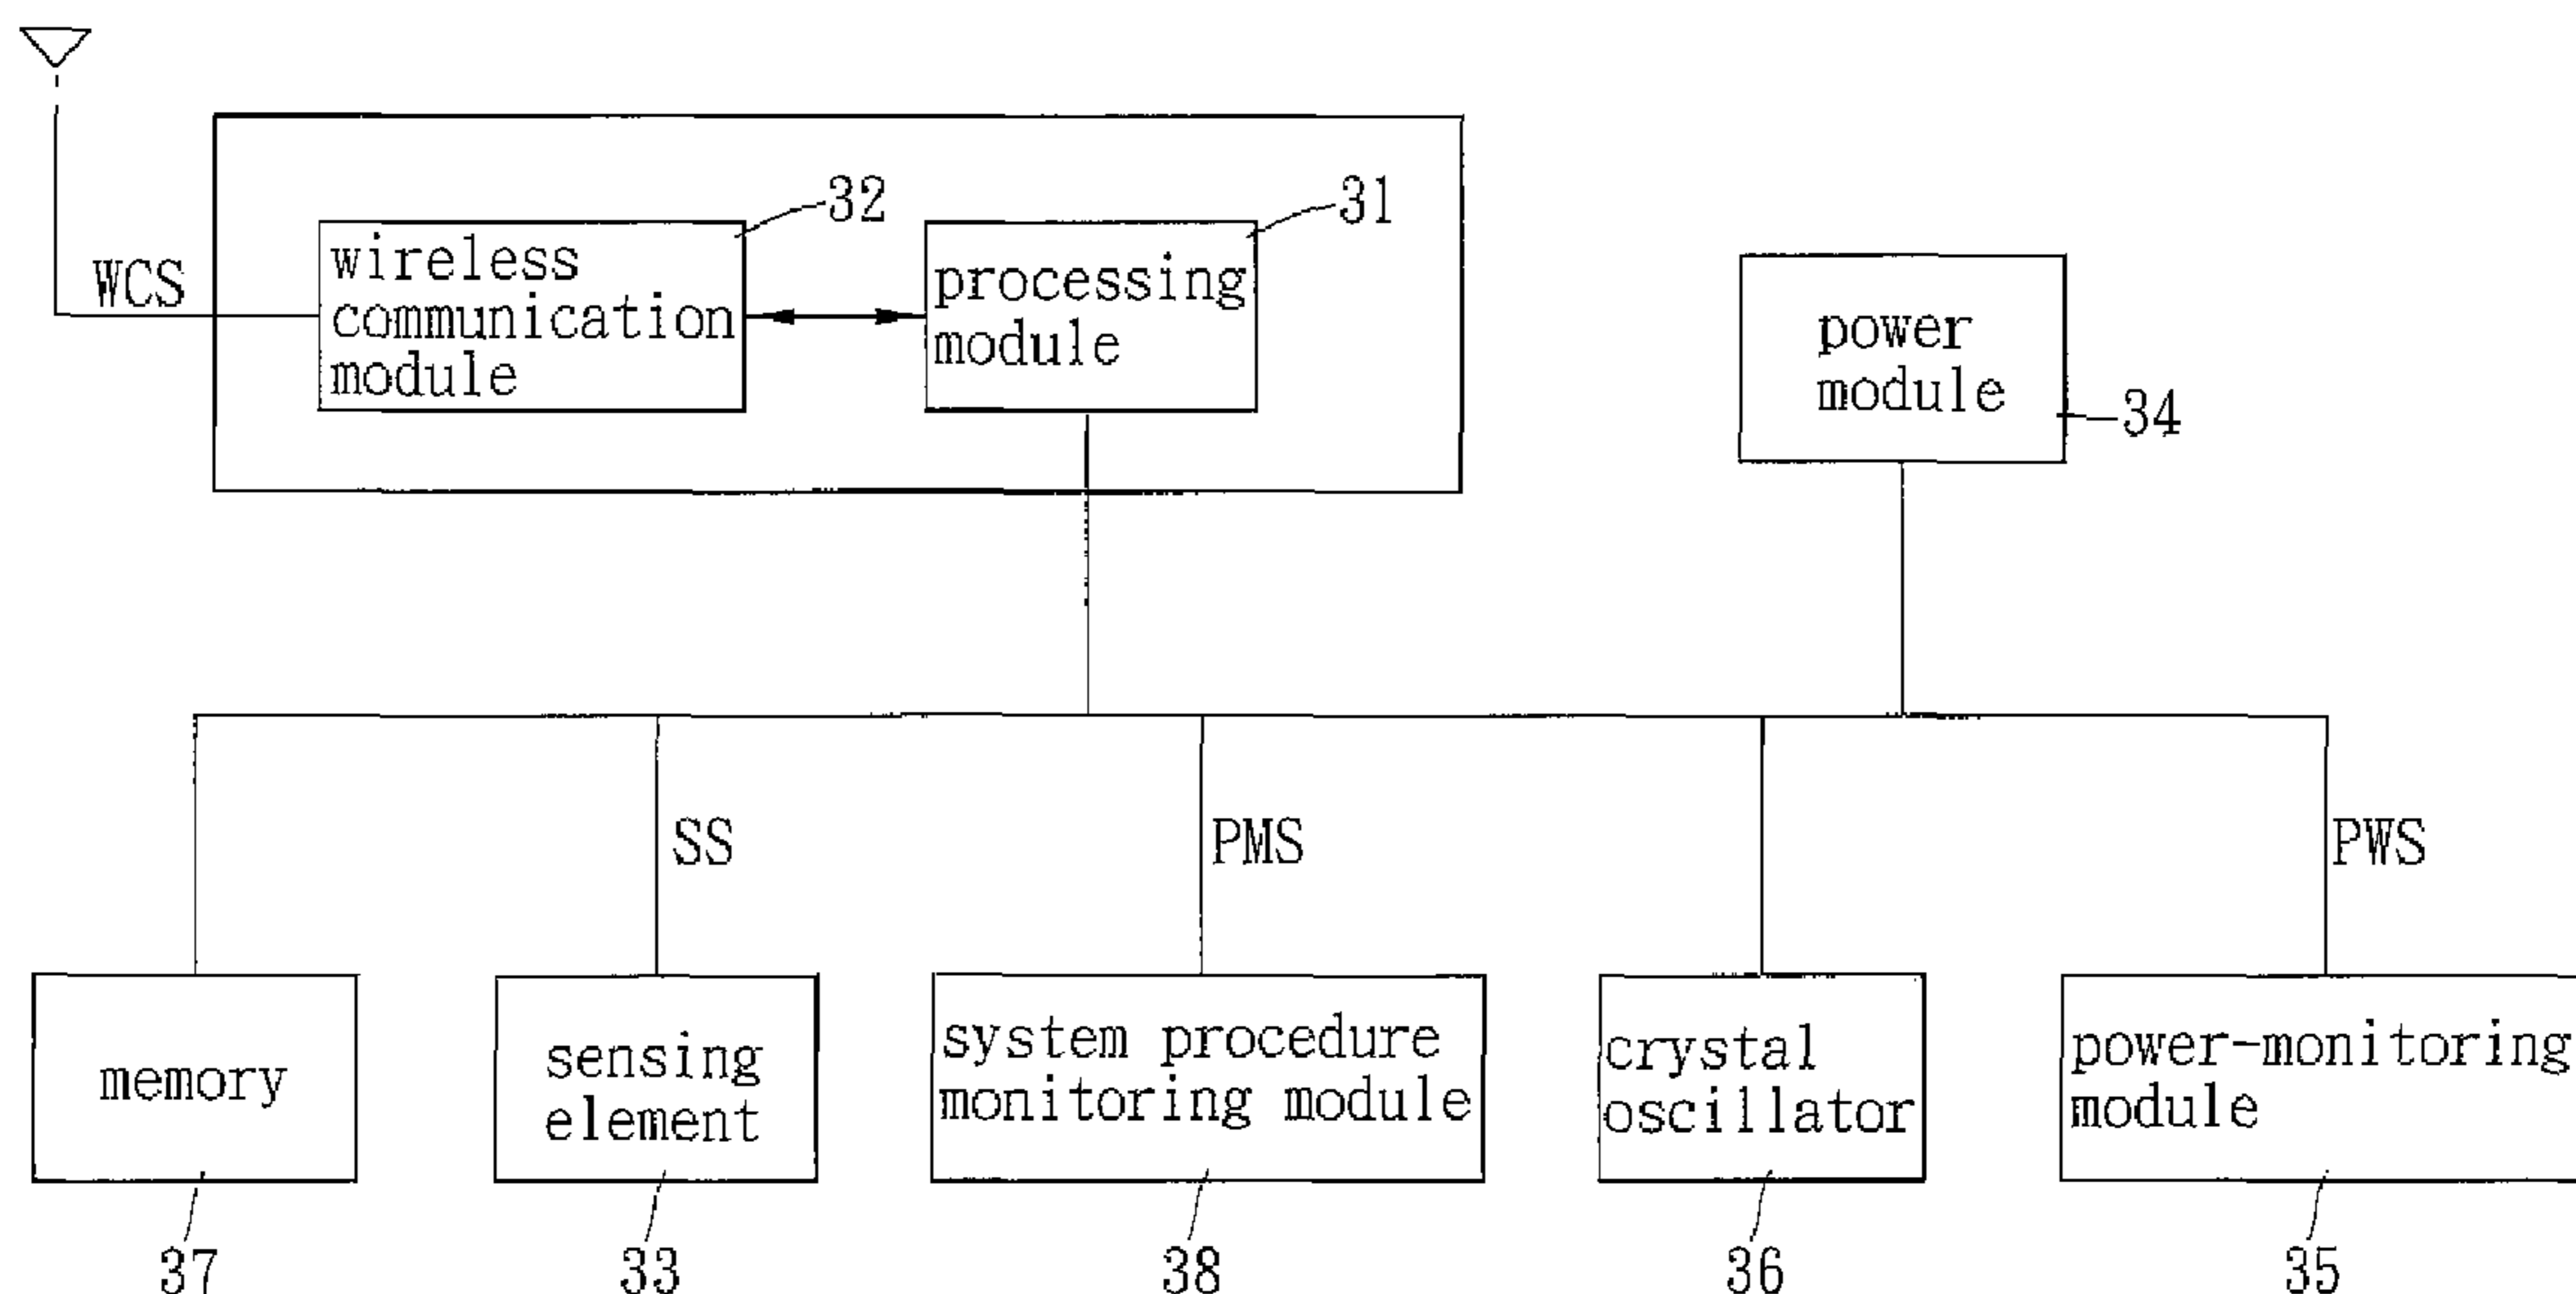 32
31
wireless
communication
module
processing
module
WCS
power
module
34
SS
PMS
PWS
memory
sensing
element
system procedure
monitoring module
crystal
oscillator
power-monitoring
module
37
33
38
36
35